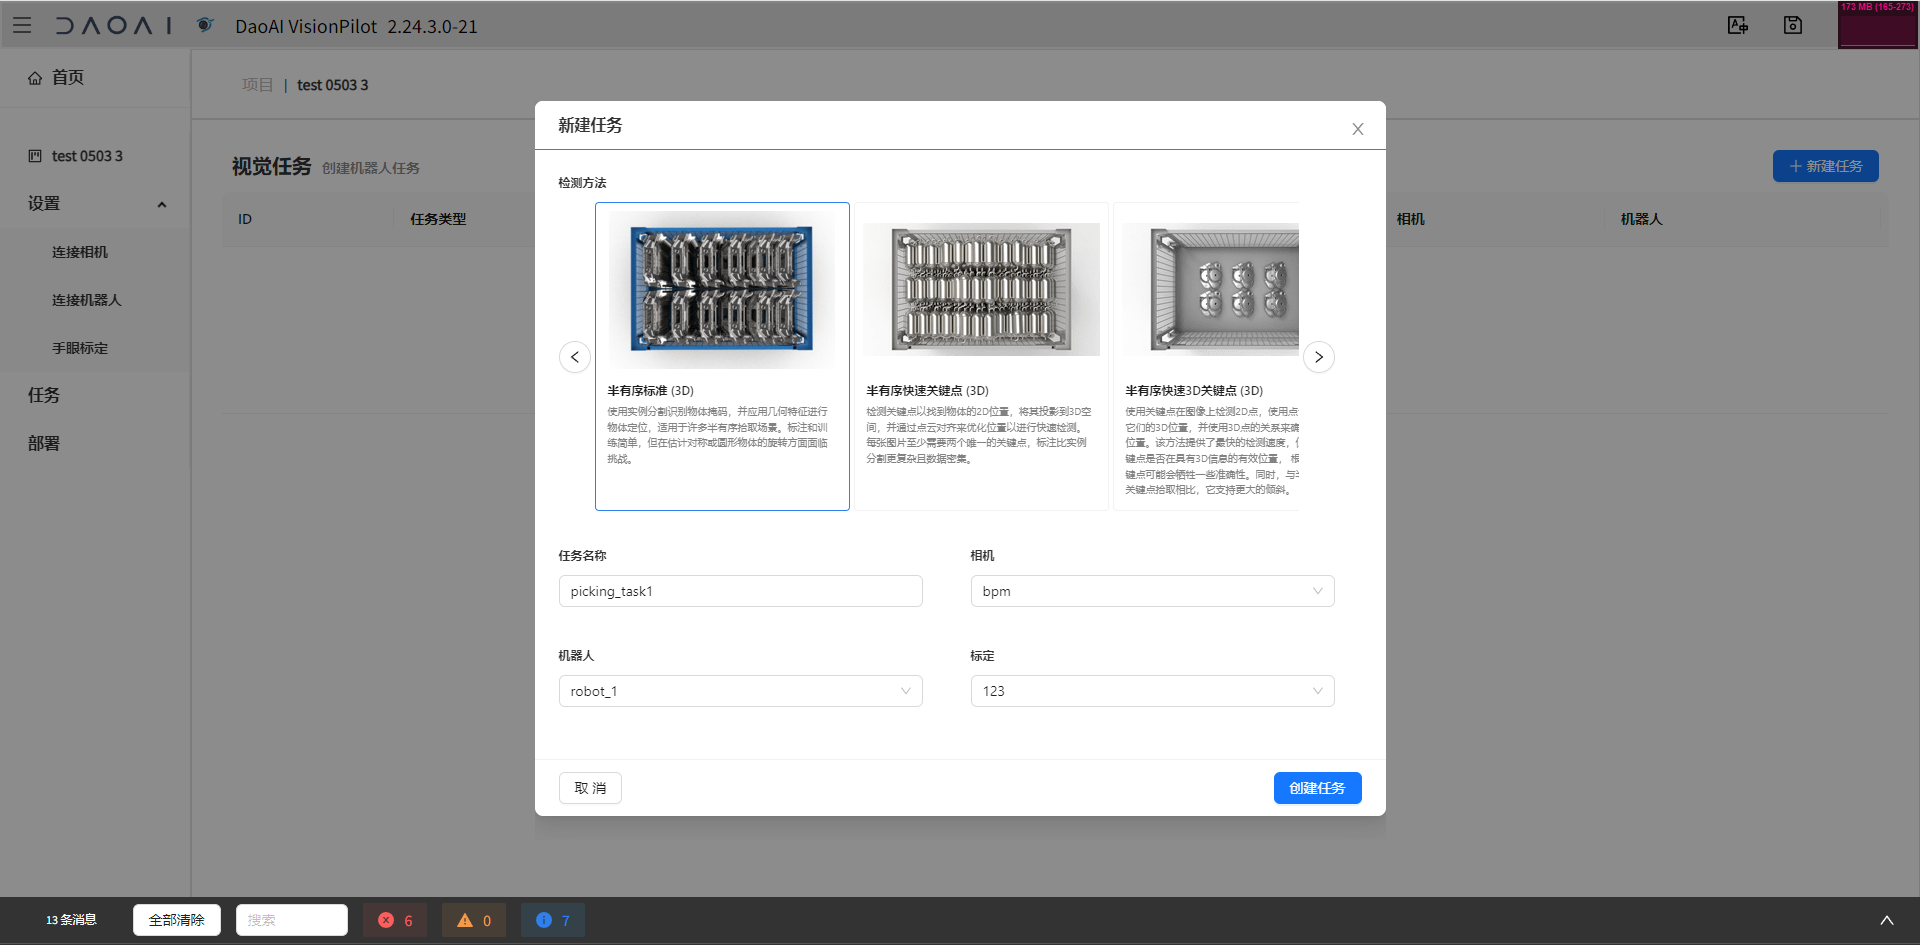 DAOAI
DaoAI VisionPilot 2.24.3.0-21
173 MB (165-273)
首页
项目 | test 0503 3
test 0503 3
设置
连接相机
连接机器人
手眼标定
任务
部署
视觉任务 创建机器人任务
+ 新建任务
ID
任务类型
相机
机器人
新建任务
检测方法
半有序标准 (3D)
使用实例分割识别物体掩码，并应用几何特征进行
物体定位，适用于许多半有序拾取场景。标注和训
练简单，但在估计对称或圆形物体的旋转方面面临
挑战。
半有序快速关键点 (3D)
检测关键点以找到物体的2D位置，将其投影到3D空
间，并通过点云对齐来优化位置以进行快速检测。
每张图片至少需要两个唯一的关键点，标注比实例
分割更复杂且数据密集。
半有序快速3D关键点 (3D)
使用关键点在图像上检测2D点，使用点
它们的3D位置，并使用3D点的关系来确
位置。该方法提供了最快的检测速度，
键点是否在具有3D信息的有效位置， 
键点可能会牺牲一些准确性。同时，与
关键点拾取相比，它支持更大的倾斜。
任务名称
picking_task1
相机
bpm
机器人
robot_1
标定
123
取 消
创建任务
13 条消息
全部清除
搜索
6
0
7